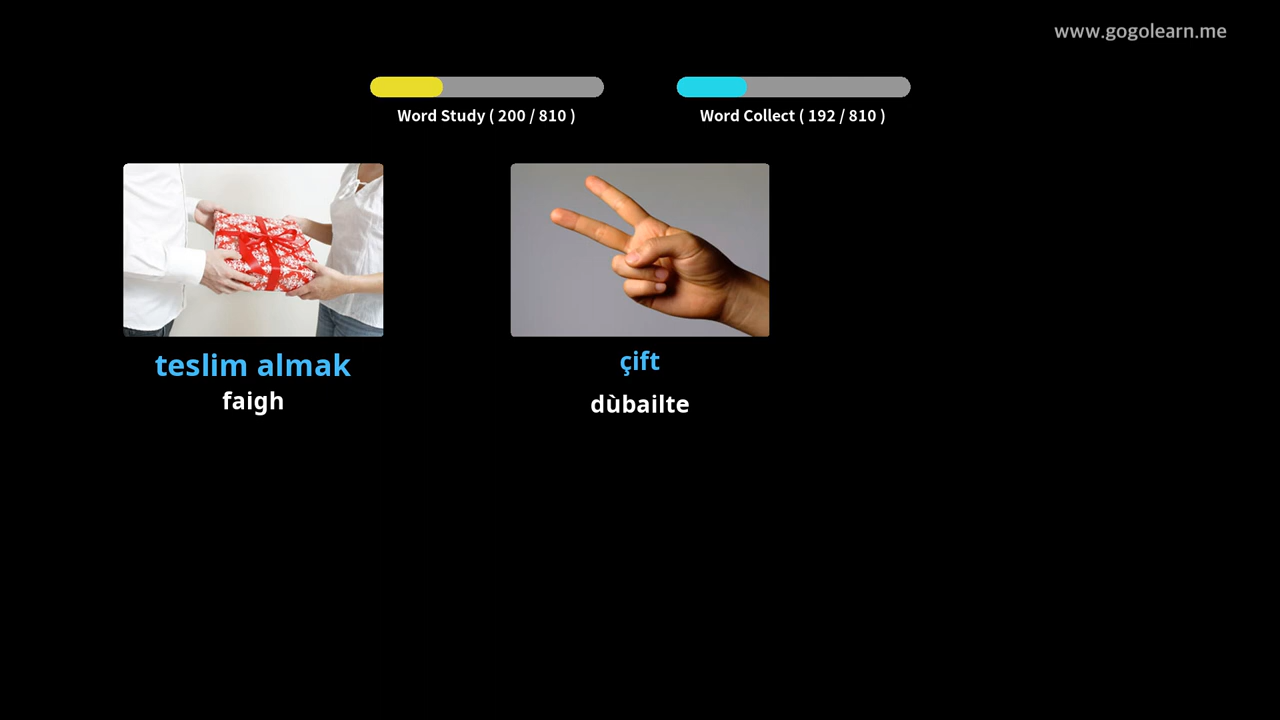 www.gogolearn.me
Word Study ( 200 / 810 )
Word Collect ( 192 / 810 )
teslim almak
faigh
çift
dùbailte